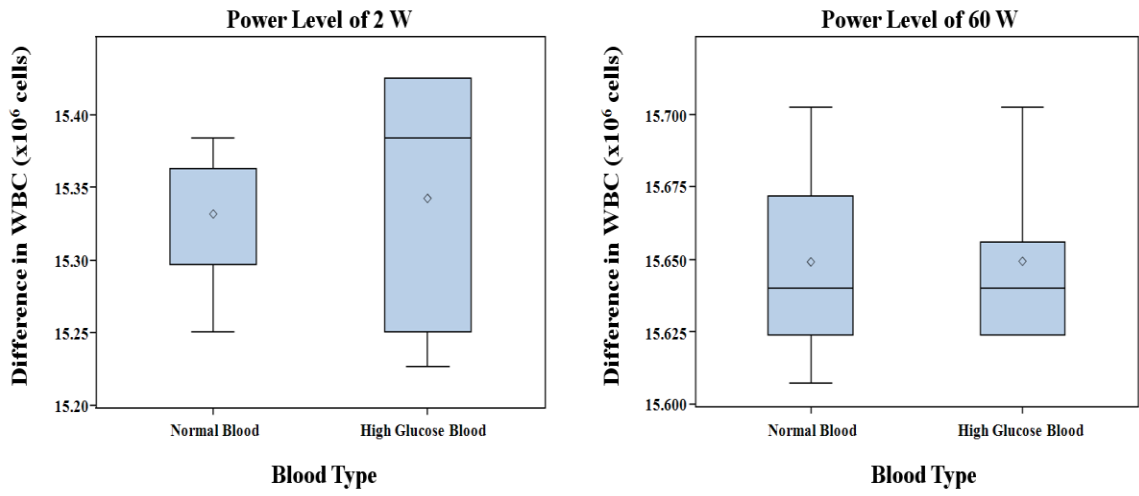 Power Level of 2 W
Difference in WBC (x10⁶ cells)
15.40
15.35
15.30
15.25
15.20
Normal Blood
High Glucose Blood
Blood Type
Power Level of 60 W
Difference in WBC (x10⁶ cells)
15.700
15.675
15.650
15.625
15.600
Normal Blood
High Glucose Blood
Blood Type